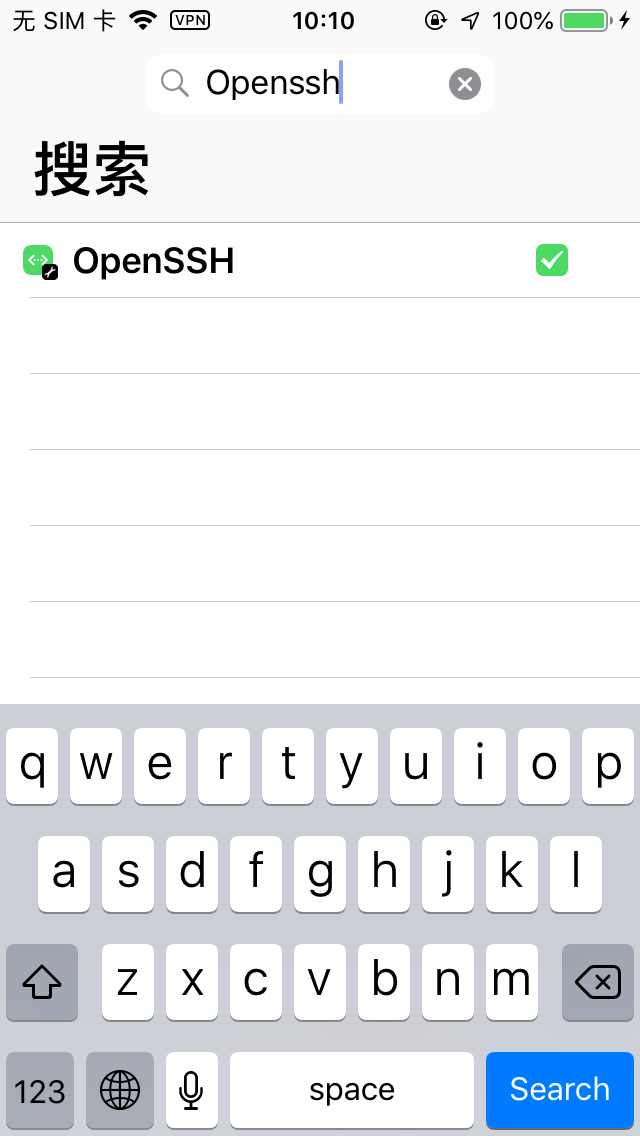 无 SIM 卡 VPN 10:10 100%
Openssh
搜索
OpenSSH
q w e r t y u i o p
a s d f g h j k l
z x c v b n m
123 space Search